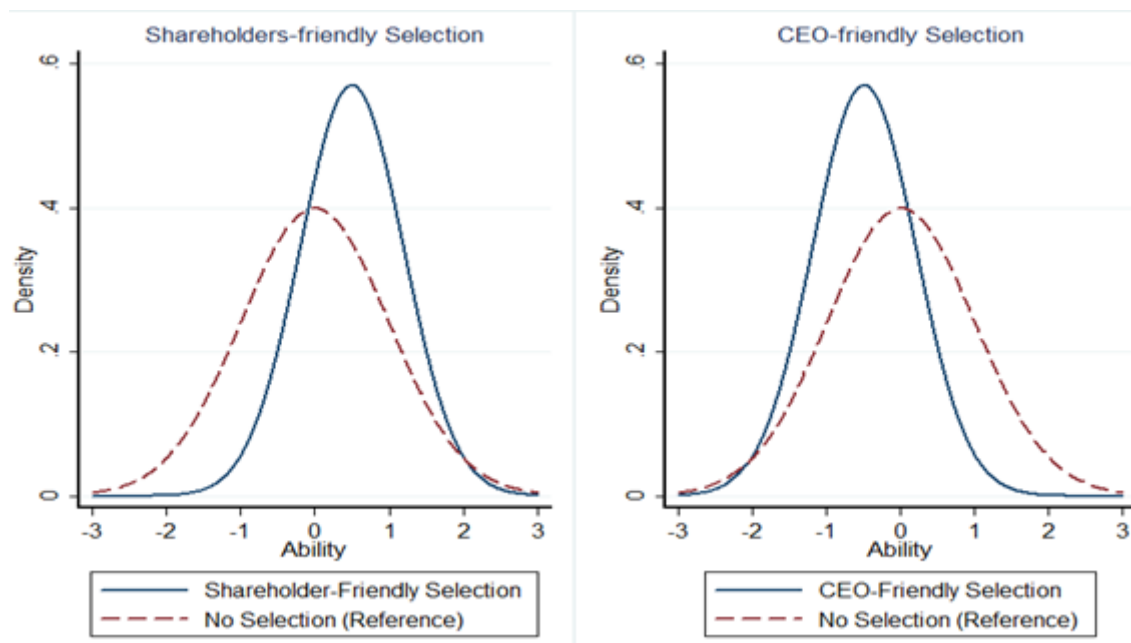 Shareholders-friendly Selection
.6
.4
.2
0
Density
-3 -2 -1 0 1 2 3
Ability
Shareholder-Friendly Selection
No Selection (Reference)
CEO-friendly Selection
.6
.4
.2
0
Density
-3 -2 -1 0 1 2 3
Ability
CEO-Friendly Selection
No Selection (Reference)